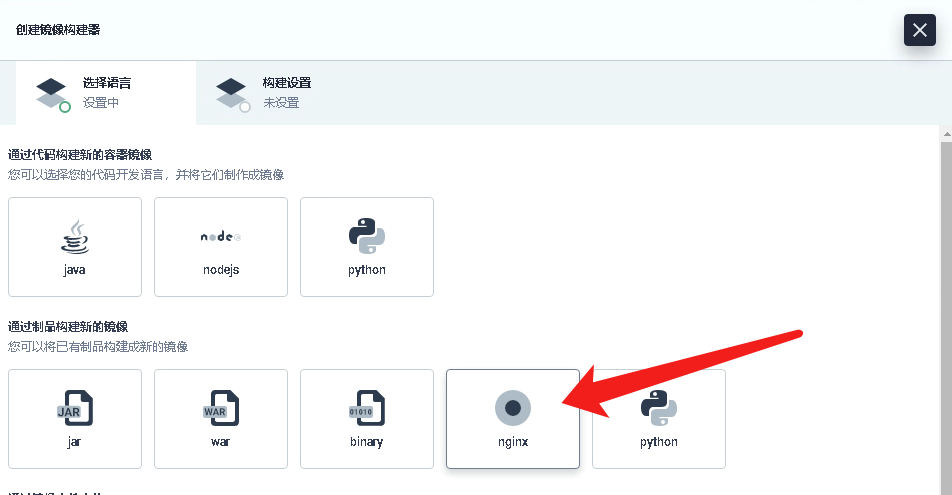 创建镜像构建器
选择语言
设置中
构建设置
未设置
通过代码构建新的容器镜像
您可以选择您的代码开发语言，并将它们制作成镜像
node
java
nodejs
python
通过制品构建新的镜像
您可以将已有制品构建成新的镜像
JAR
WAR
01010
jar
war
binary
nginx
python